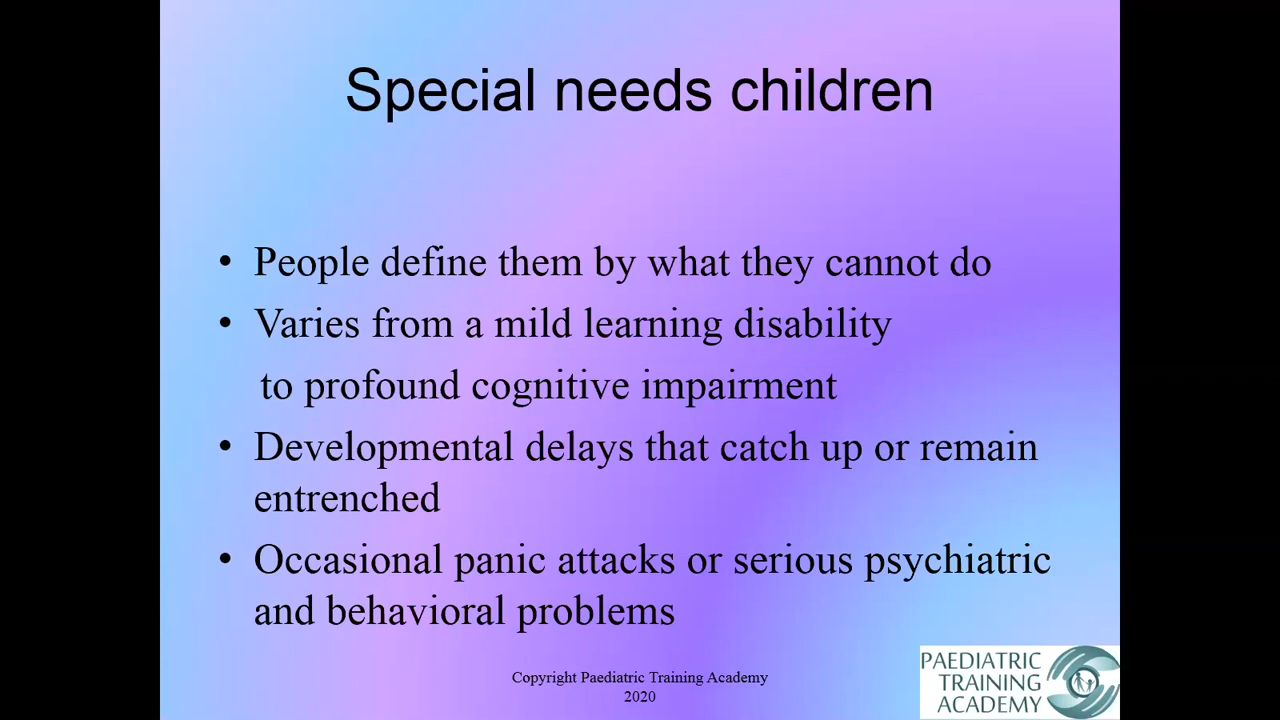 Special needs children
• People define them by what they cannot do
• Varies from a mild learning disability
to profound cognitive impairment
• Developmental delays that catch up or remain
entrenched
• Occasional panic attacks or serious psychiatric
and behavioral problems
Copyright Paediatric Training Academy
2020
PAEDIATRIC
TRAINING
ACADEMY